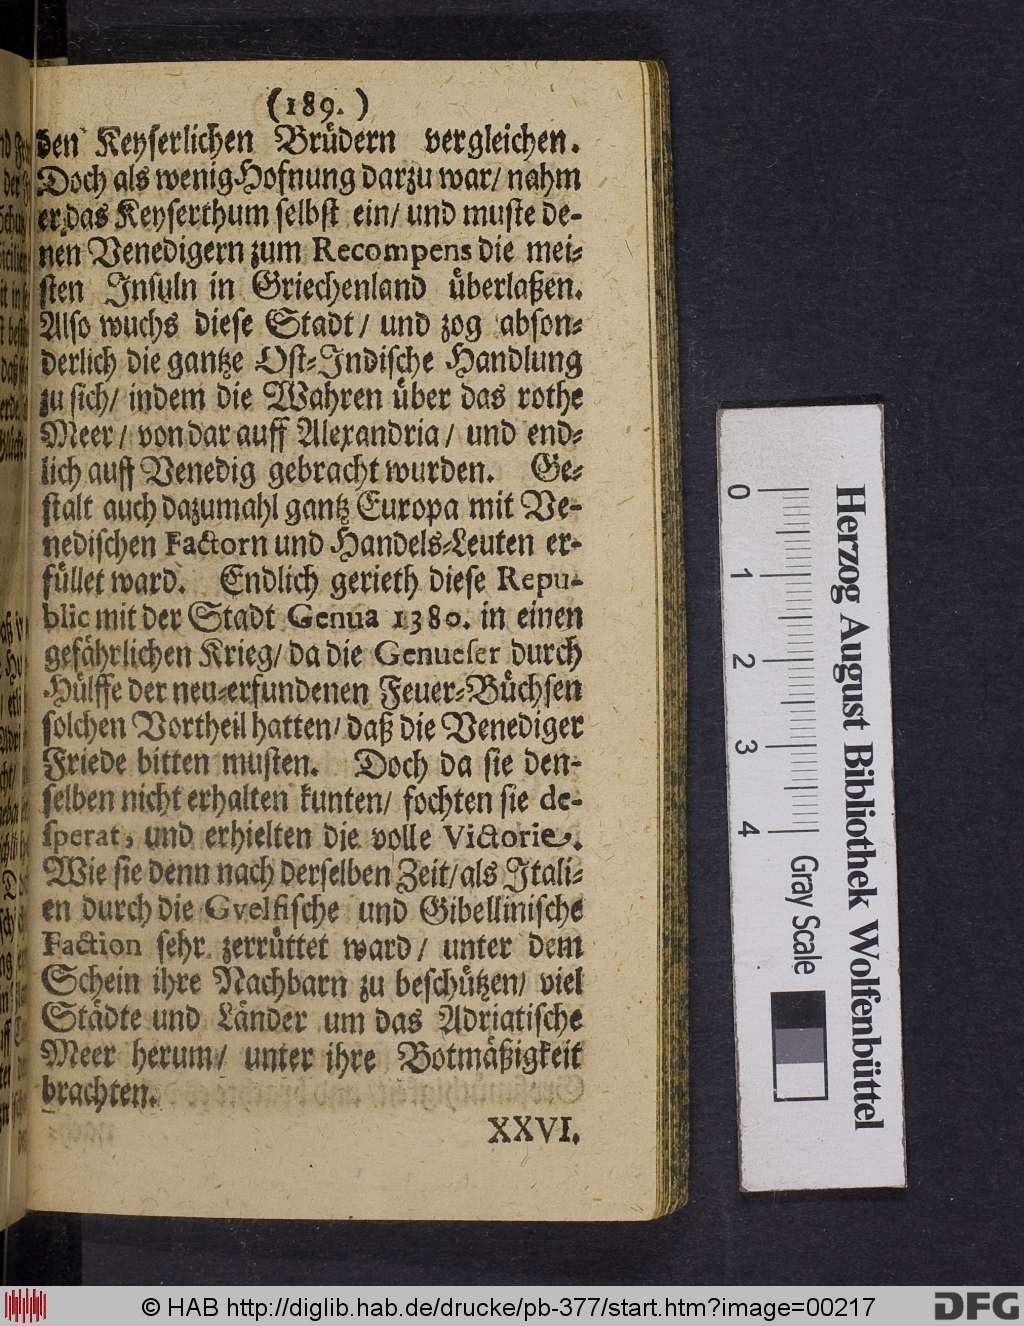 (189.)
den Keyserlichen Brüdern vergleichen.
Doch als wenig Hofnung darzu war/ nahm
er das Keyserthum selbst ein/ und muste de-
nen Venedigern zum Recompens die mei-
sten Insuln in Griechenland überlaßen.
Also wuchs diese Stadt/ und zog abson-
derlich die gantze Ost-Indische Handlung
zu sich/ indem die Wahren über das rothe
Meer/ von dar auff Alexandria/ und end-
lich auff Venedig gebracht wurden. Ge-
stalt auch dazumahl gantz Europa mit Ve-
nedischen Factorn und Handels-Leuten er-
füllet ward. Endlich gerieth diese Repu-
blic mit der Stadt Genua 1380. in einen
gefährlichen Krieg/ da die Genueser durch
Hülffe der neu-erfundenen Feuer-Büchsen
solchen Vortheil hatten/ daß die Venediger
Friede bitten musten. Doch da sie den-
selben nicht erhalten kunten/ fochten sie de-
sperat, und erhielten die volle Victorie.
Wie sie denn nach derselben Zeit/ als Itali-
en durch die Gvelfische und Gibellinische
Faction sehr zerrüttet ward/ unter dem
Schein ihre Nachbarn zu beschützen/ viel
Städte und Länder um das Adriatische
Meer herum/ unter ihre Botmäßigkeit
brachten.
XXVI.
0 1 2 3 4 Gray Scale
Herzog August Bibliothek Wolfenbüttel
© HAB http://diglib.hab.de/drucke/pb-377/start.htm?image=00217
DFG